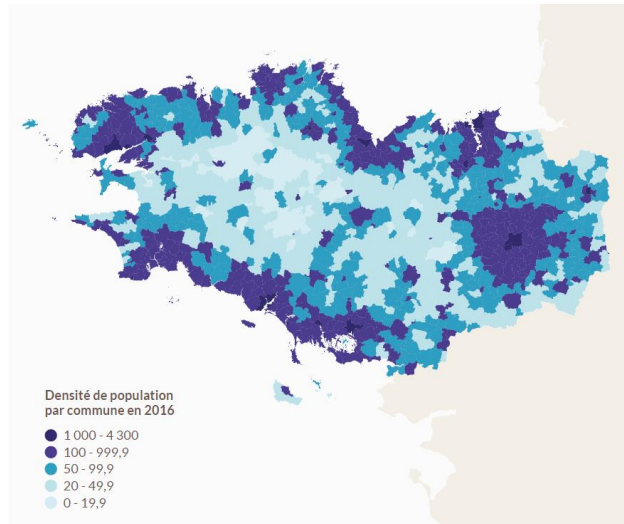 Densité de population
par commune en 2016
1 000 - 4 300
100 - 999,9
50 - 99,9
20 - 49,9
0 - 19,9